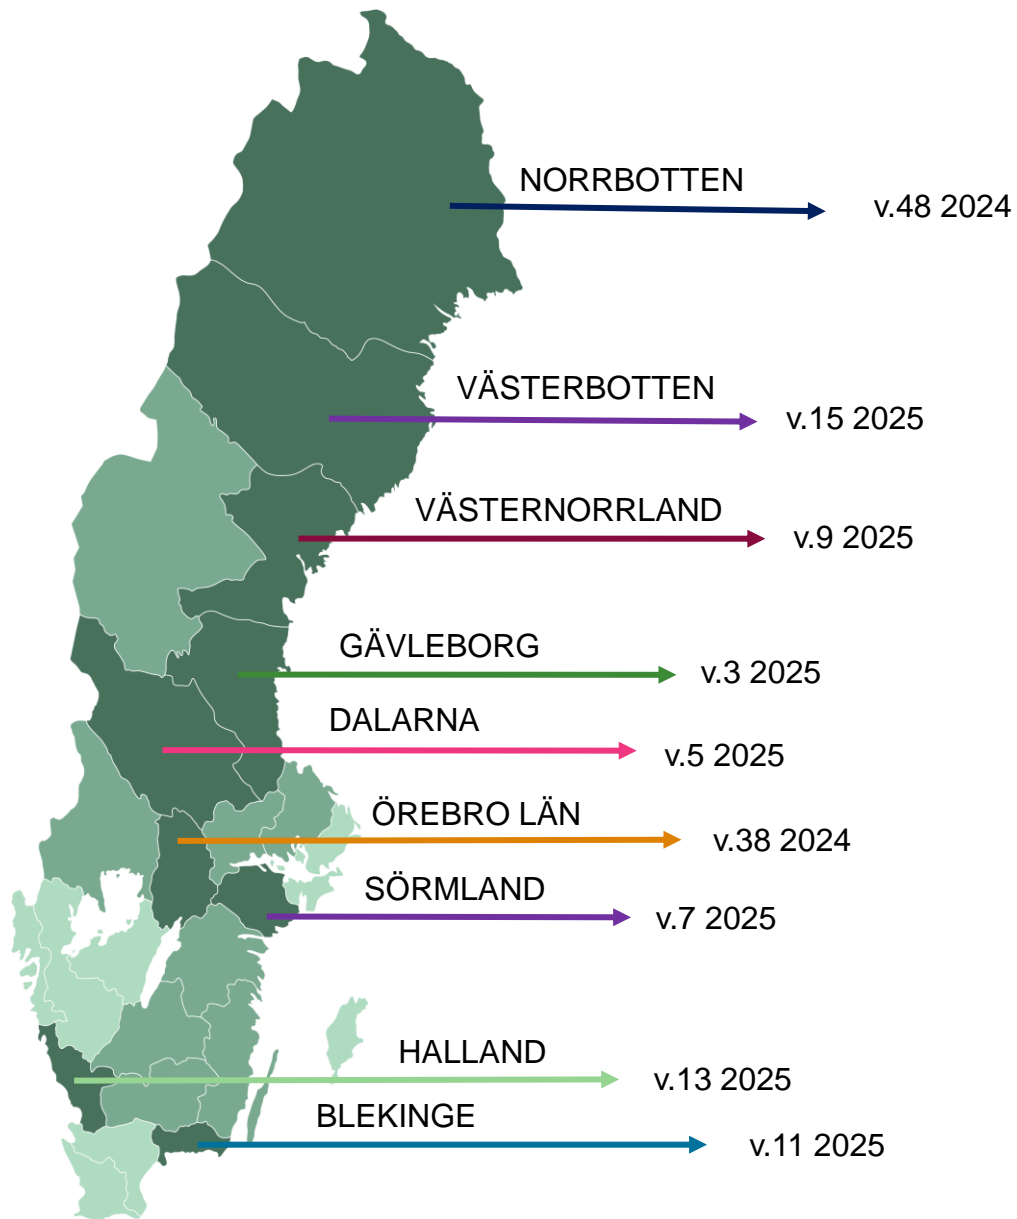 NORRBOTTEN
v.48 2024
VÄSTERBOTTEN
v.15 2025
VÄSTERNORRLAND
v.9 2025
GÄVLEBORG
v.3 2025
DALARNA
v.5 2025
ÖREBRO LÄN
v.38 2024
SÖRMLAND
v.7 2025
HALLAND
v.13 2025
BLEKINGE
v.11 2025